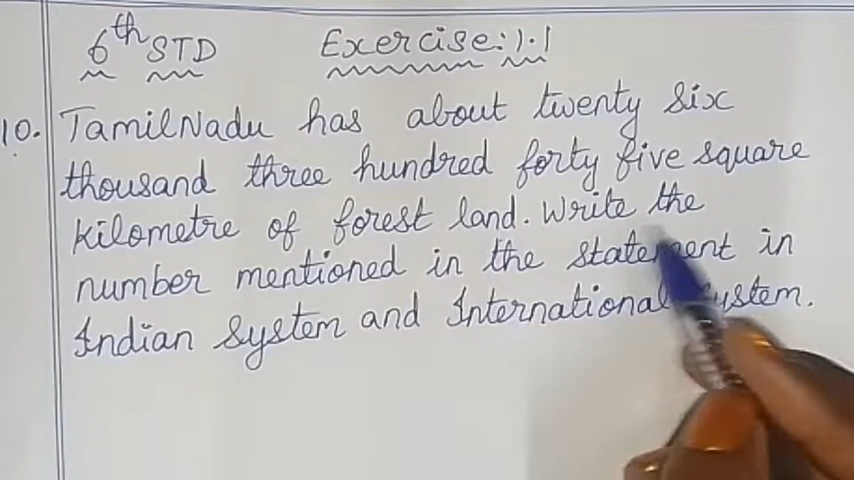 6th STD Exercise: 1.1
10. TamilNadu has about twenty six
thousand three hundred forty five square
kilometre of forest land. Write the
number mentioned in the statement in
Indian System and International System.